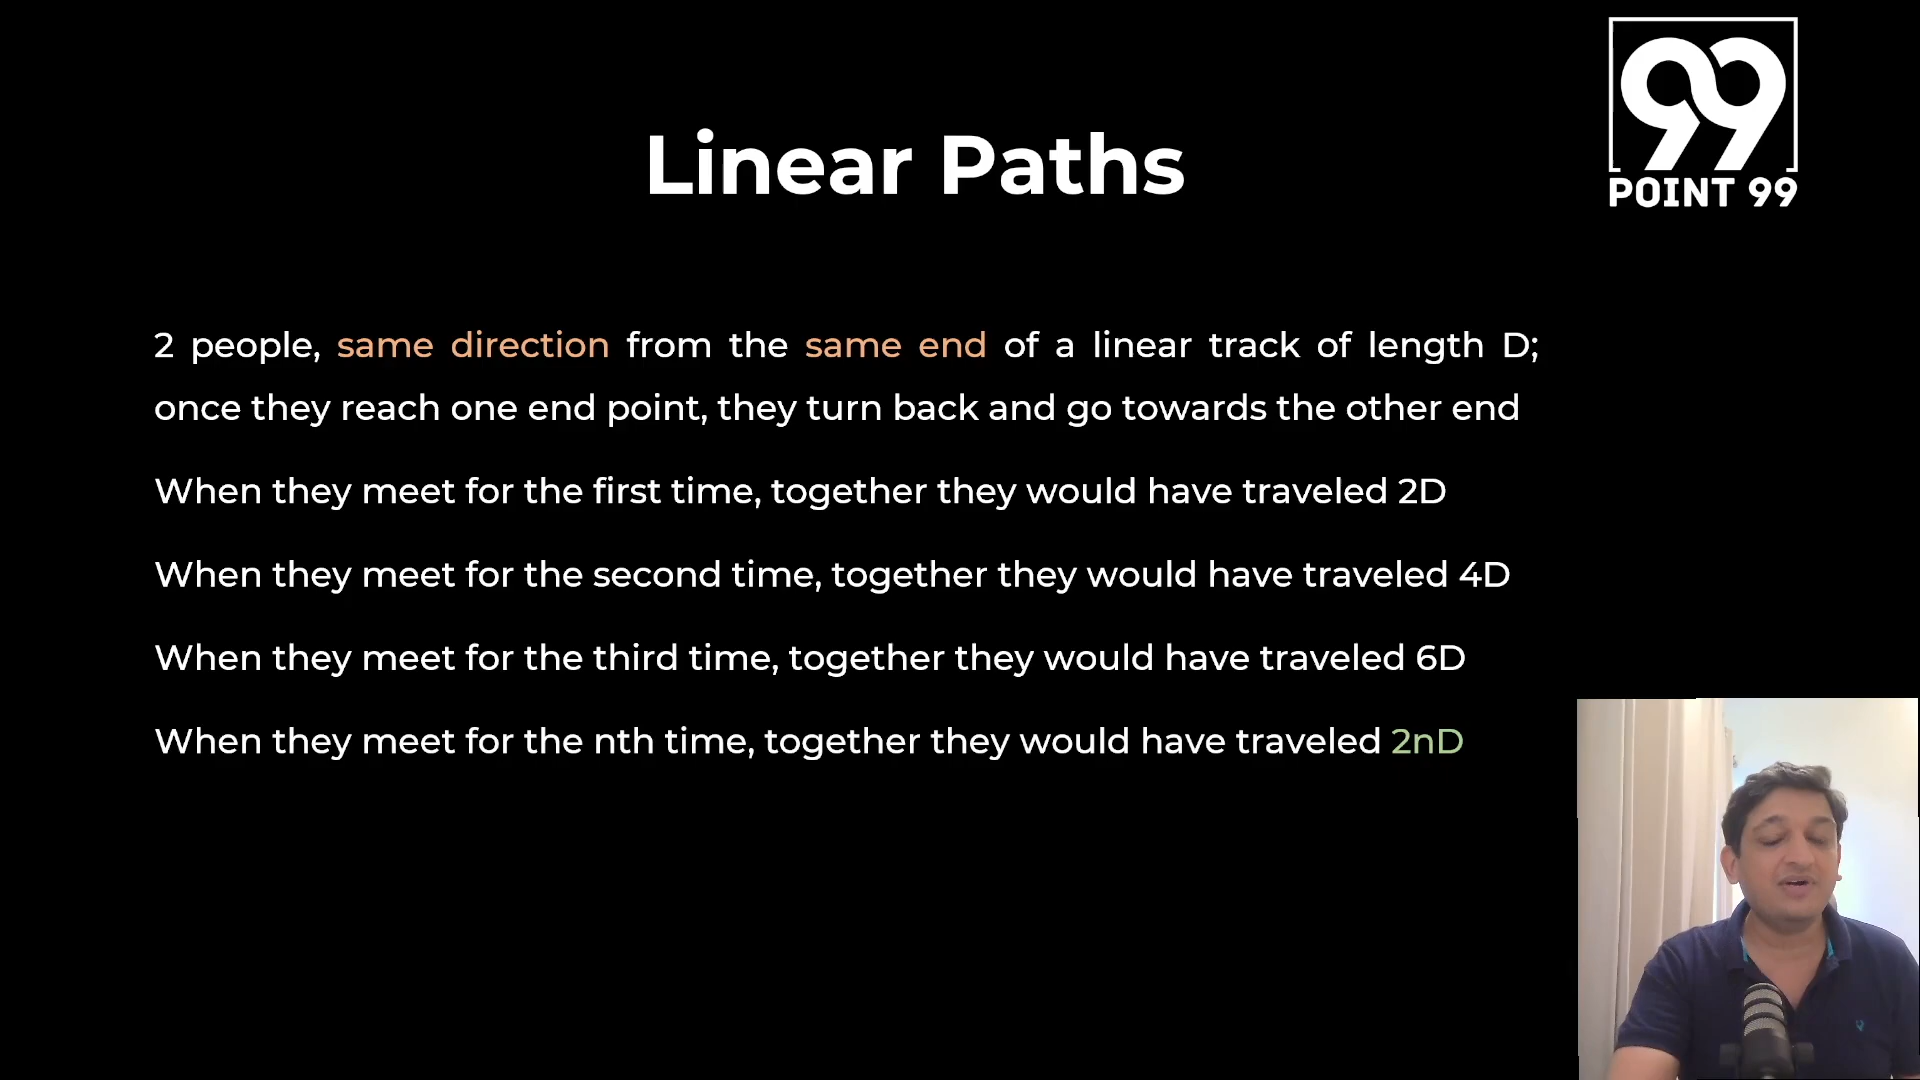 99
POINT 99
Linear Paths
2 people, same direction from the same end of a linear track of length D;
once they reach one end point, they turn back and go towards the other end
When they meet for the first time, together they would have traveled 2D
When they meet for the second time, together they would have traveled 4D
When they meet for the third time, together they would have traveled 6D
When they meet for the nth time, together they would have traveled 2nD